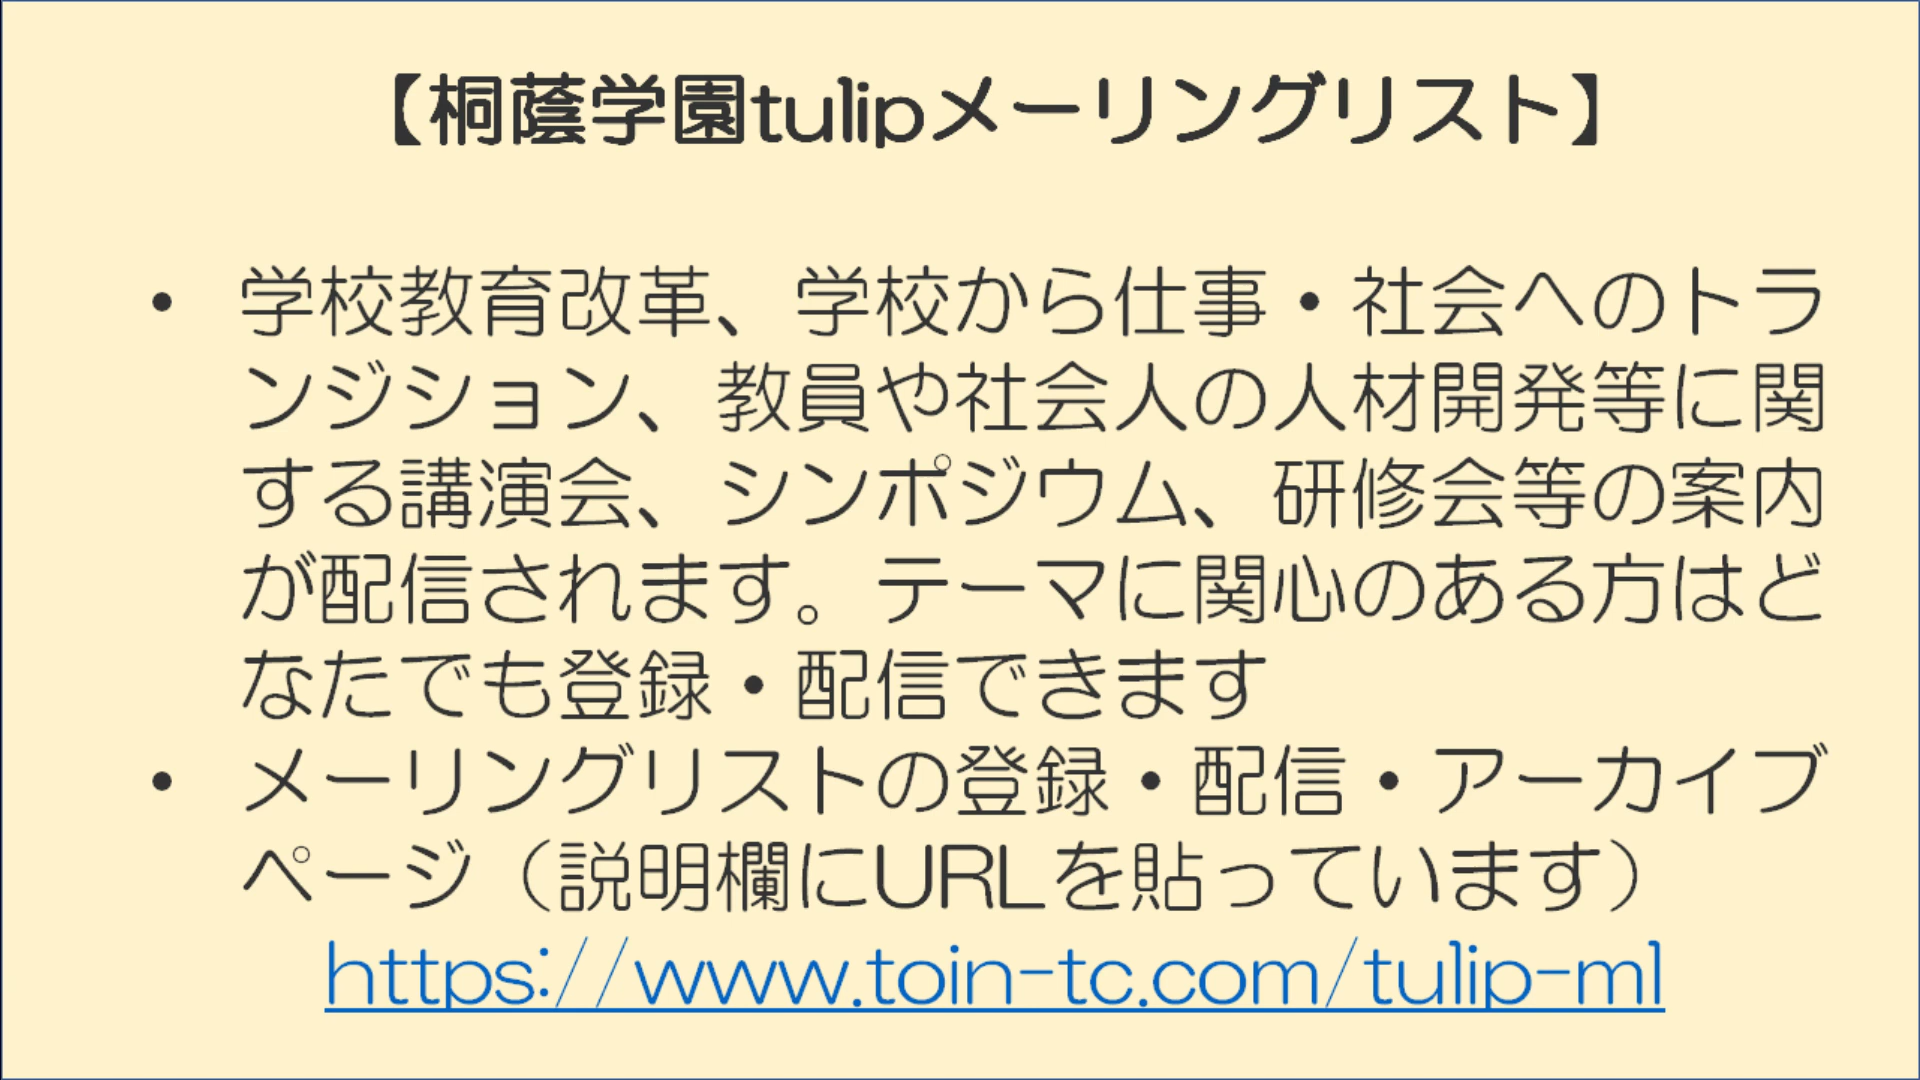 【桐蔭学園tulipメーリングリスト】
• 学校教育改革、学校から仕事・社会へのトラ
ンジション、教員や社会人の人材開発等に関
する講演会、シンポジウム、研修会等の案内
が配信されます。テーマに関心のある方はど
なたでも登録・配信できます
• メーリングリストの登録・配信・アーカイブ
ページ（説明欄にURLを貼っています）
https://www.toin-tc.com/tulip-ml